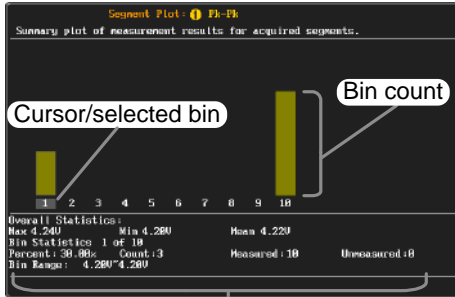 Segment Plot: 1 Pk-Pk
Summary plot of measurement results for acquired segments.
Bin count
Cursor/selected bin
1 2 3 4 5 6 7 8 9 10
Overall Statistics:
Max 4.24V Min 4.20V Mean 4.22V
Bin Statistics 1 of 10
Percent: 30.00% Count:3 Measured:10 Unmeasured:0
Bin Range: 4.20V~4.20V